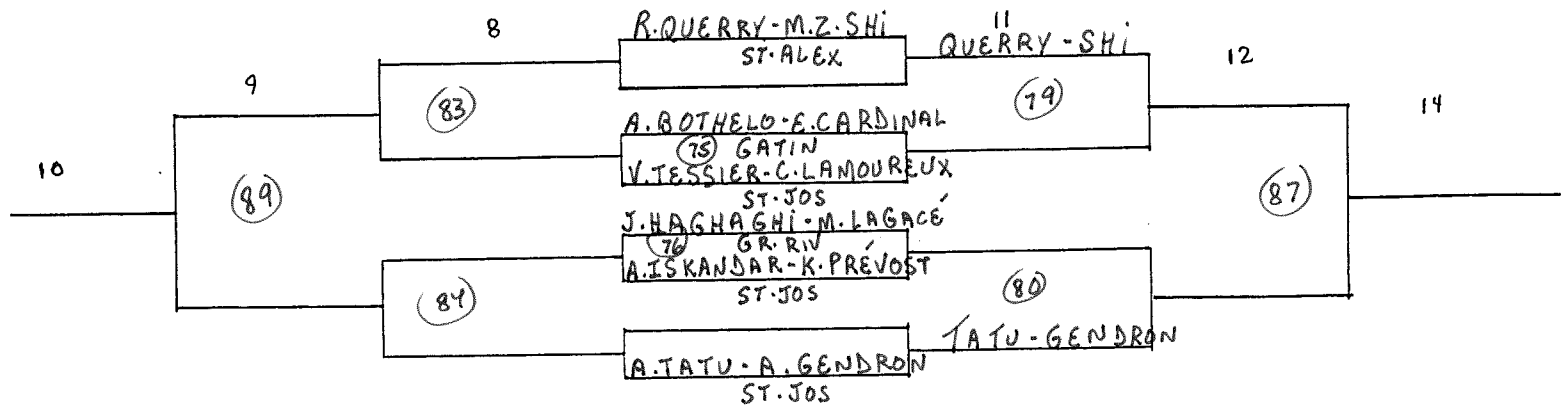 8
R.QUERRY-M.Z.SHi
11
ST.ALEX
QUERRY-SHi
12
9
83
79
14
A.BOTHELO-E.CARDINAL
75 GATIN
10
V.TESSIER-C.LAMOUREUX
89
ST.JOS
87
J.HAGHAGHi-M.LAGACÉ
76 GR.RIV
A.ISKANDAR-K.PRÉVOST
84
ST.JOS
80
TATU-GENDRON
A.TATU-A.GENDRON
ST.JOS